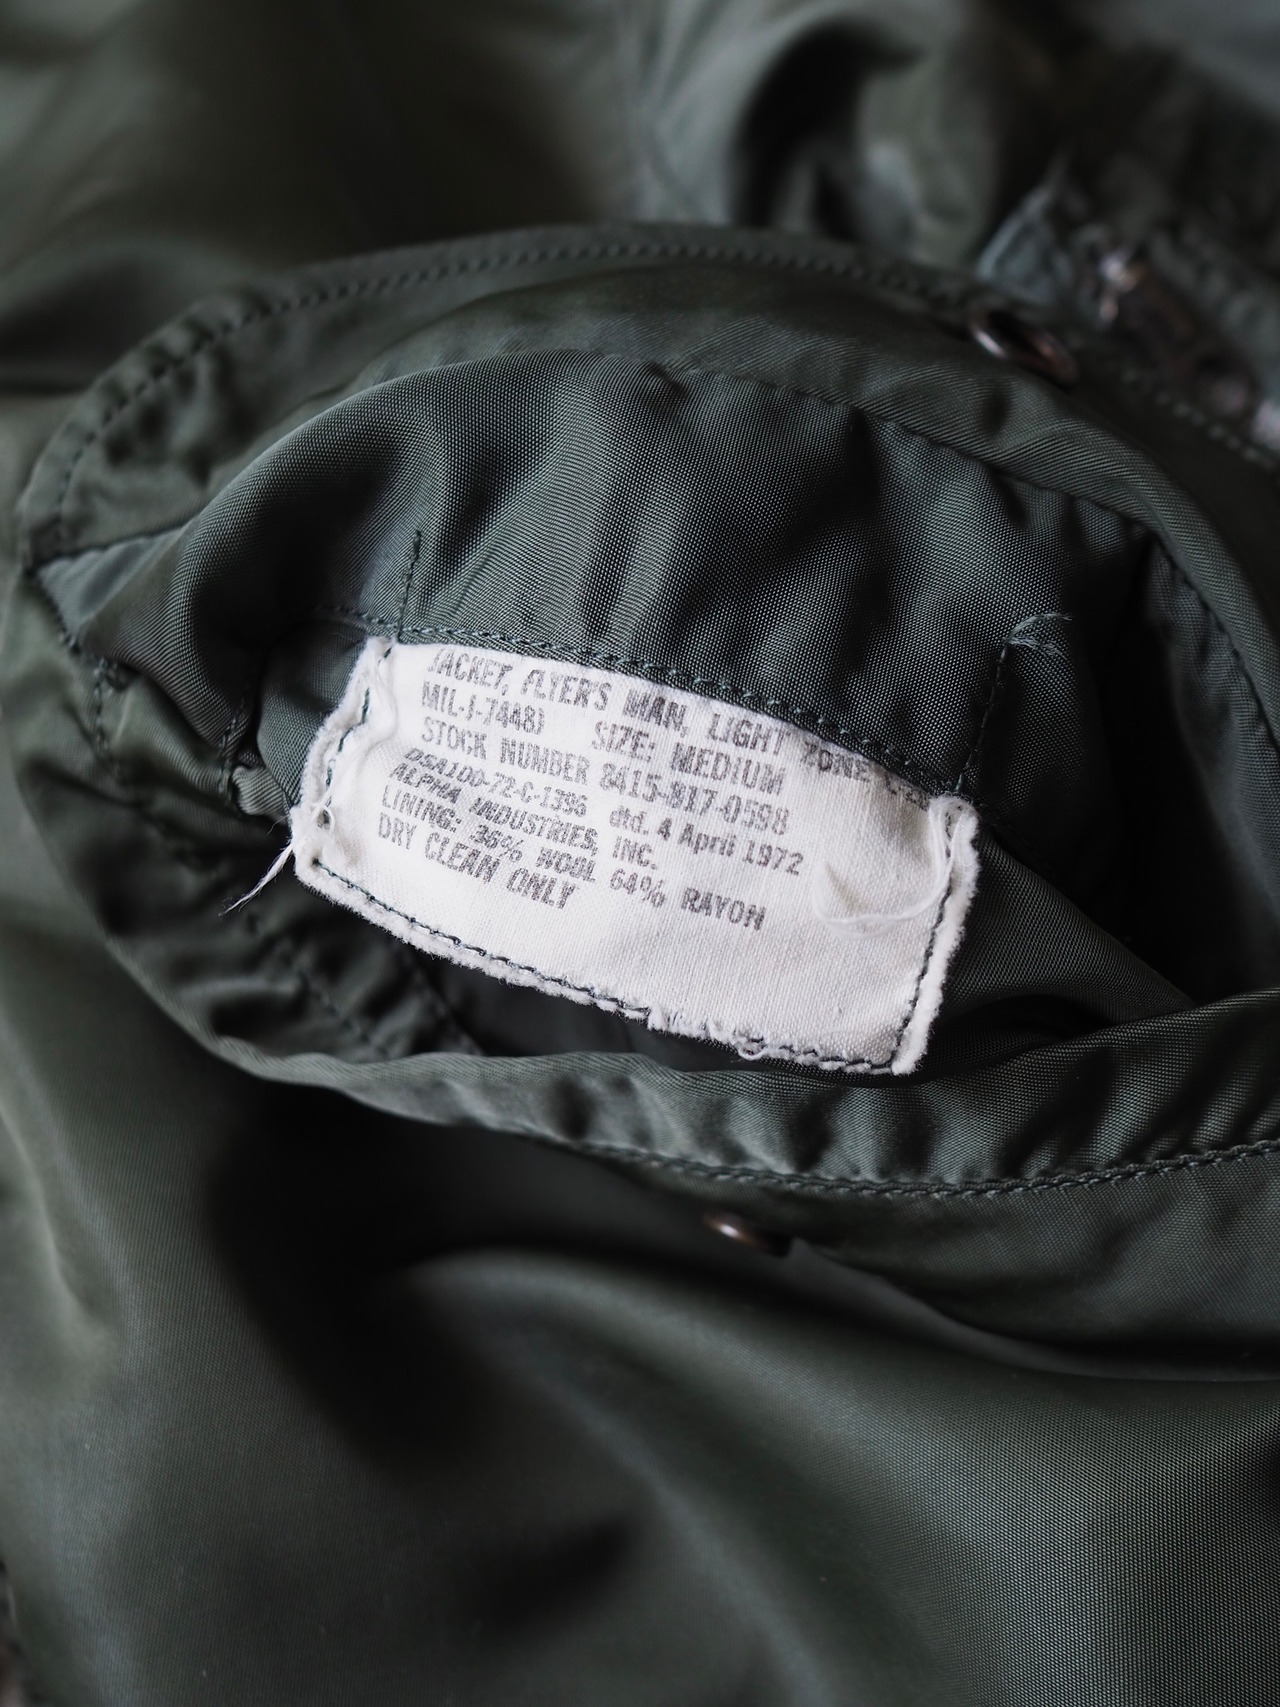 JACKET, FLYER'S MAN, LIGHT ZONE
MIL-J-7448) SIZE: MEDIUM
STOCK NUMBER 8415-817-0598
DSA100-72-C-1396 dtd. 4 April 1972
ALPHA INDUSTRIES, INC.
LINING: 36% WOOL 64% RAYON
DRY CLEAN ONLY